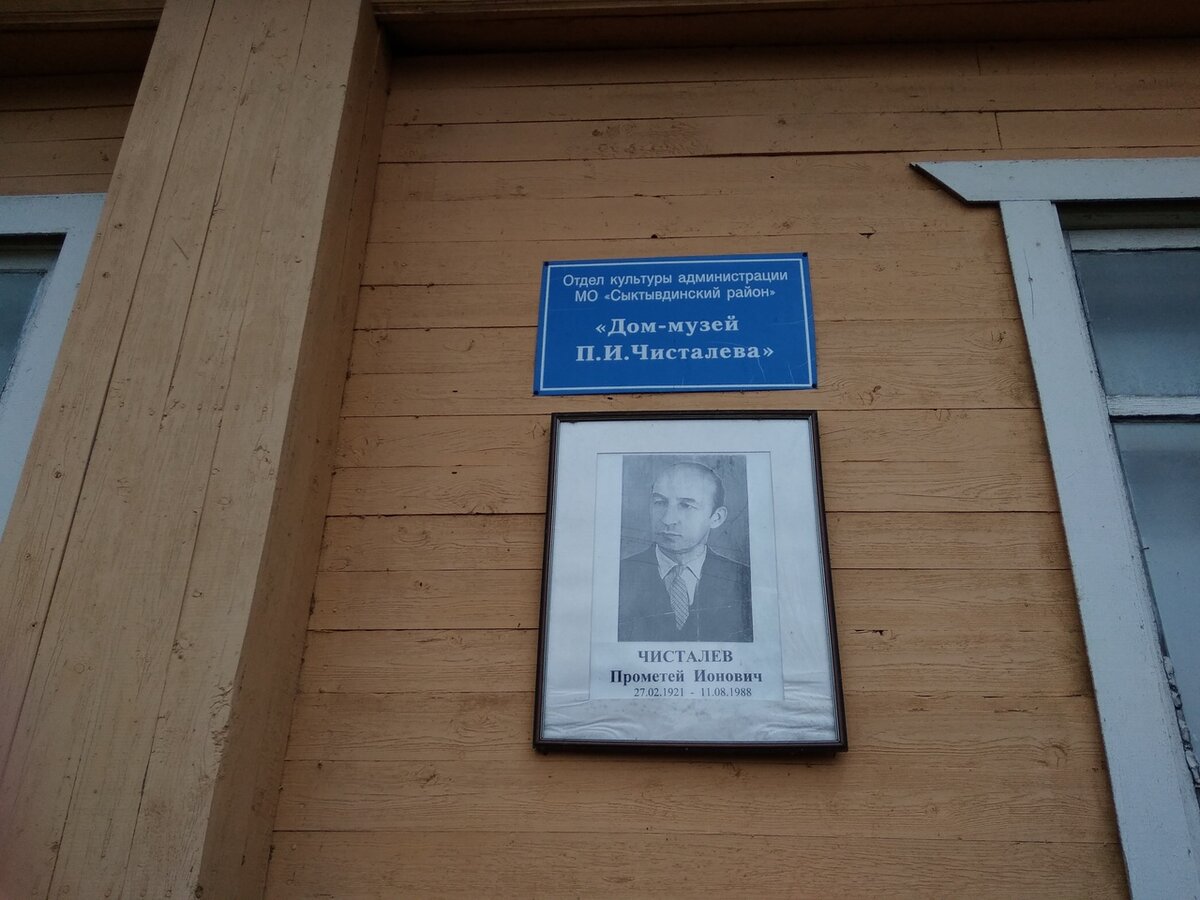 Отдел культуры администрации
МО «Сыктывдинский район»
«Дом-музей
П.И.Чисталева»
ЧИСТАЛЕВ
Прометей Ионович
27.02.1921 - 11.08.1988